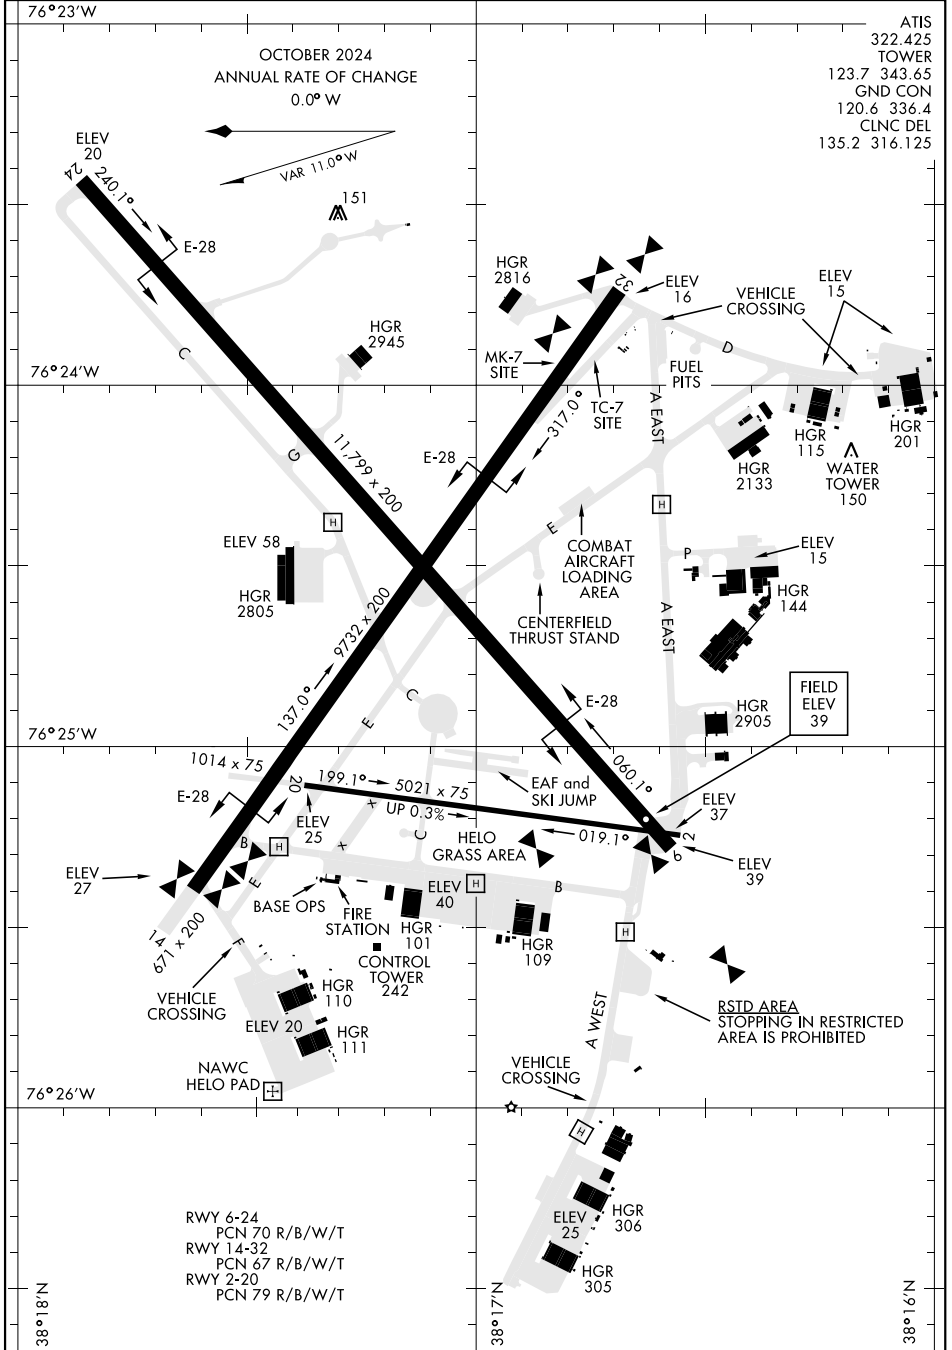 76°23'W
ATIS
322.425
TOWER
123.7 343.65
GND CON
120.6 336.4
CLNC DEL
135.2 316.125
OCTOBER 2024
ANNUAL RATE OF CHANGE
0.0° W
VAR 11.0° W
ELEV
20
24
240.1°
E-28
151
HGR
2816
32
ELEV
16
VEHICLE
CROSSING
ELEV
15
HGR
2945
C
MK-7
SITE
D
FUEL
PITS
76°24'W
TC-7
SITE
A EAST
317.0°
HGR
115
HGR
201
WATER
TOWER
150
HGR
2133
G
11,799 x 200
E-28
H
H
E
COMBAT
AIRCRAFT
LOADING
AREA
ELEV 58
HGR
2805
P
ELEV
15
HGR
144
A EAST
CENTERFIELD
THRUST STAND
9732 x 200
137.0°
C
E
E-28
FIELD
ELEV
39
HGR
2905
76°25'W
1014 x 75
E-28
20
199.1°
5021 x 75
UP 0.3%
EAF and
SKI JUMP
060.1°
ELEV
25
x
x
C
HELO
GRASS AREA
019.1°
ELEV
37
2
6
ELEV
39
B
H
ELEV
27
E
BASE OPS
FIRE
STATION
ELEV
40
HGR
101
H
B
HGR
109
H
14
671 x 200
F
CONTROL
TOWER
242
VEHICLE
CROSSING
HGR
110
ELEV 20
HGR
111
RSTD AREA
STOPPING IN RESTRICTED
AREA IS PROHIBITED
A WEST
NAWC
HELO PAD
VEHICLE
CROSSING
76°26'W
H
ELEV
25
HGR
306
HGR
305
RWY 6-24
PCN 70 R/B/W/T
RWY 14-32
PCN 67 R/B/W/T
RWY 2-20
PCN 79 R/B/W/T
38°18'N
38°17'N
38°16'N